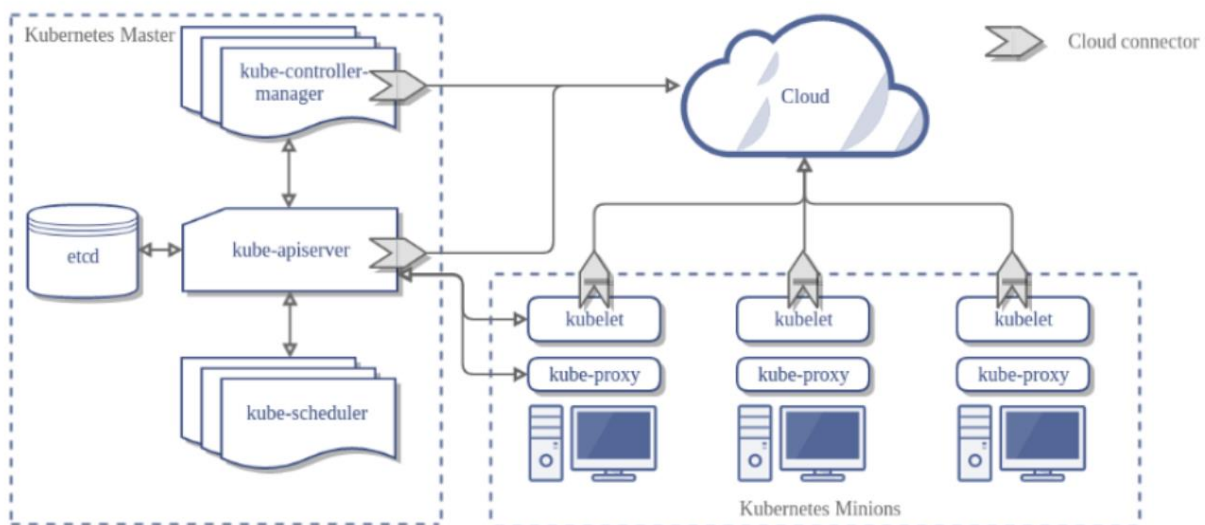 Kubernetes Master
kube-controller-
manager
Cloud
Cloud connector
etcd
kube-apiserver
kubelet
kubelet
kubelet
kube-proxy
kube-proxy
kube-proxy
kube-scheduler
Kubernetes Minions